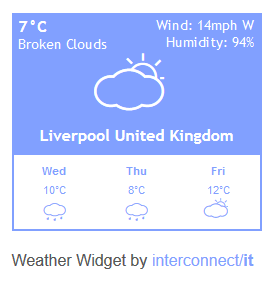 7°C Wind: 14mph W
Broken Clouds Humidity: 94%
Liverpool United Kingdom
Wed Thu Fri
10°C 8°C 12°C
Weather Widget by interconnect/it